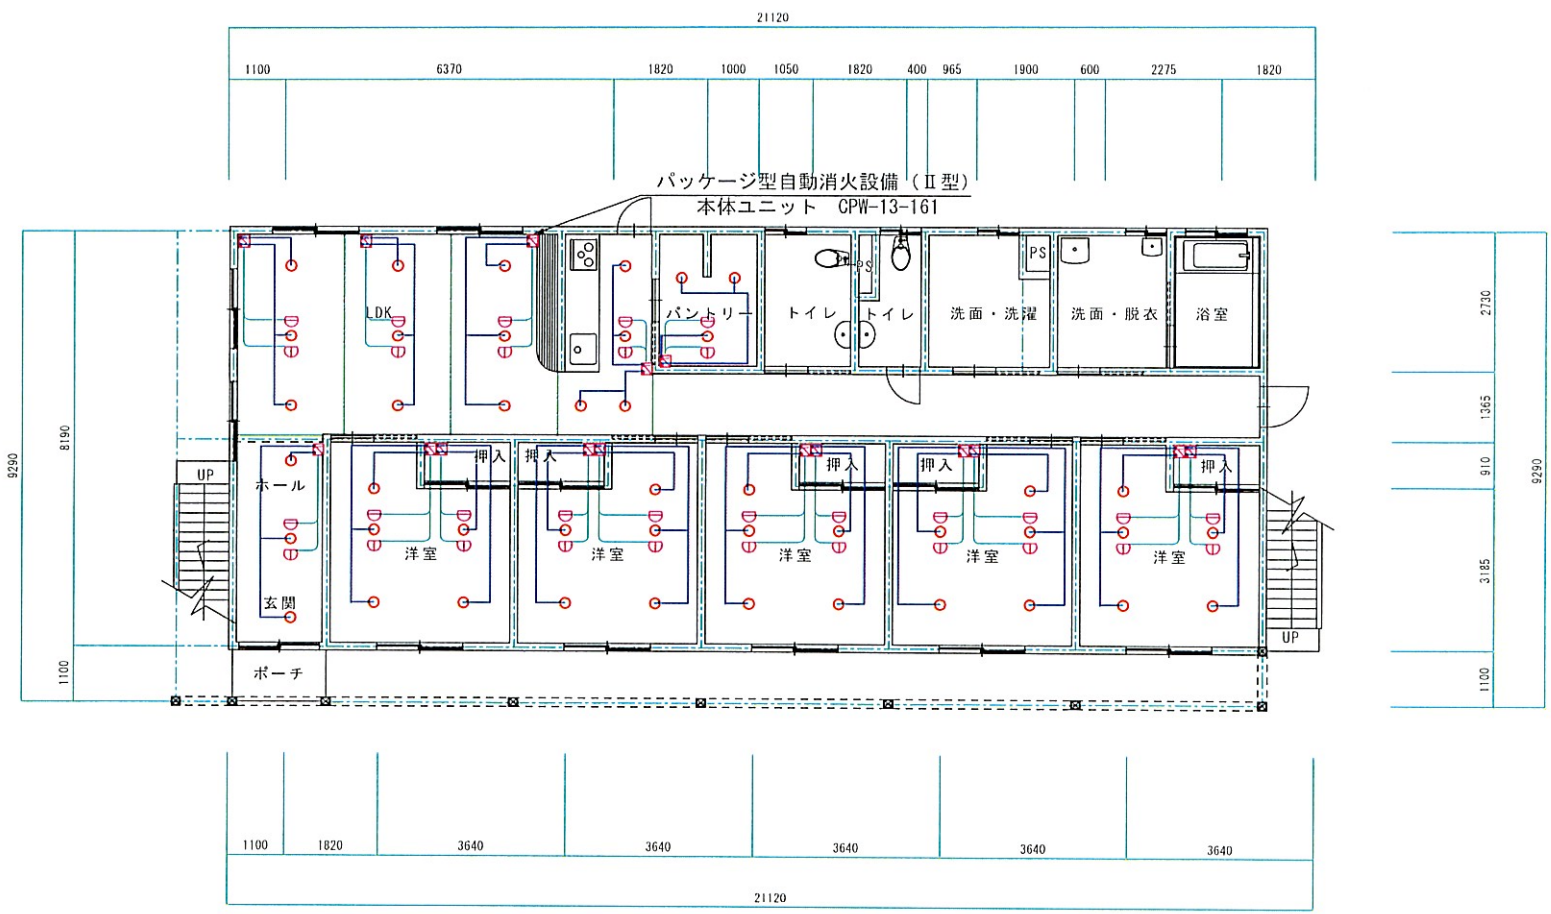 21120
1100 6370 1820 1000 1050 1820 400 965 1900 600 2275 1820
パッケージ型自動消火設備（Ⅱ型）
本体ユニット CPW-13-161
LDK
パントリー
トイレ
PS
トイレ
洗面・洗濯
PS
洗面・脱衣
浴室
9290
8190
1100
2730
1365
910
3185
1100
9290
UP
ホール
玄関
押入
押入
押入
押入
押入
洋室
洋室
洋室
洋室
洋室
UP
ポーチ
1100 1820 3640 3640 3640 3640 3640
21120